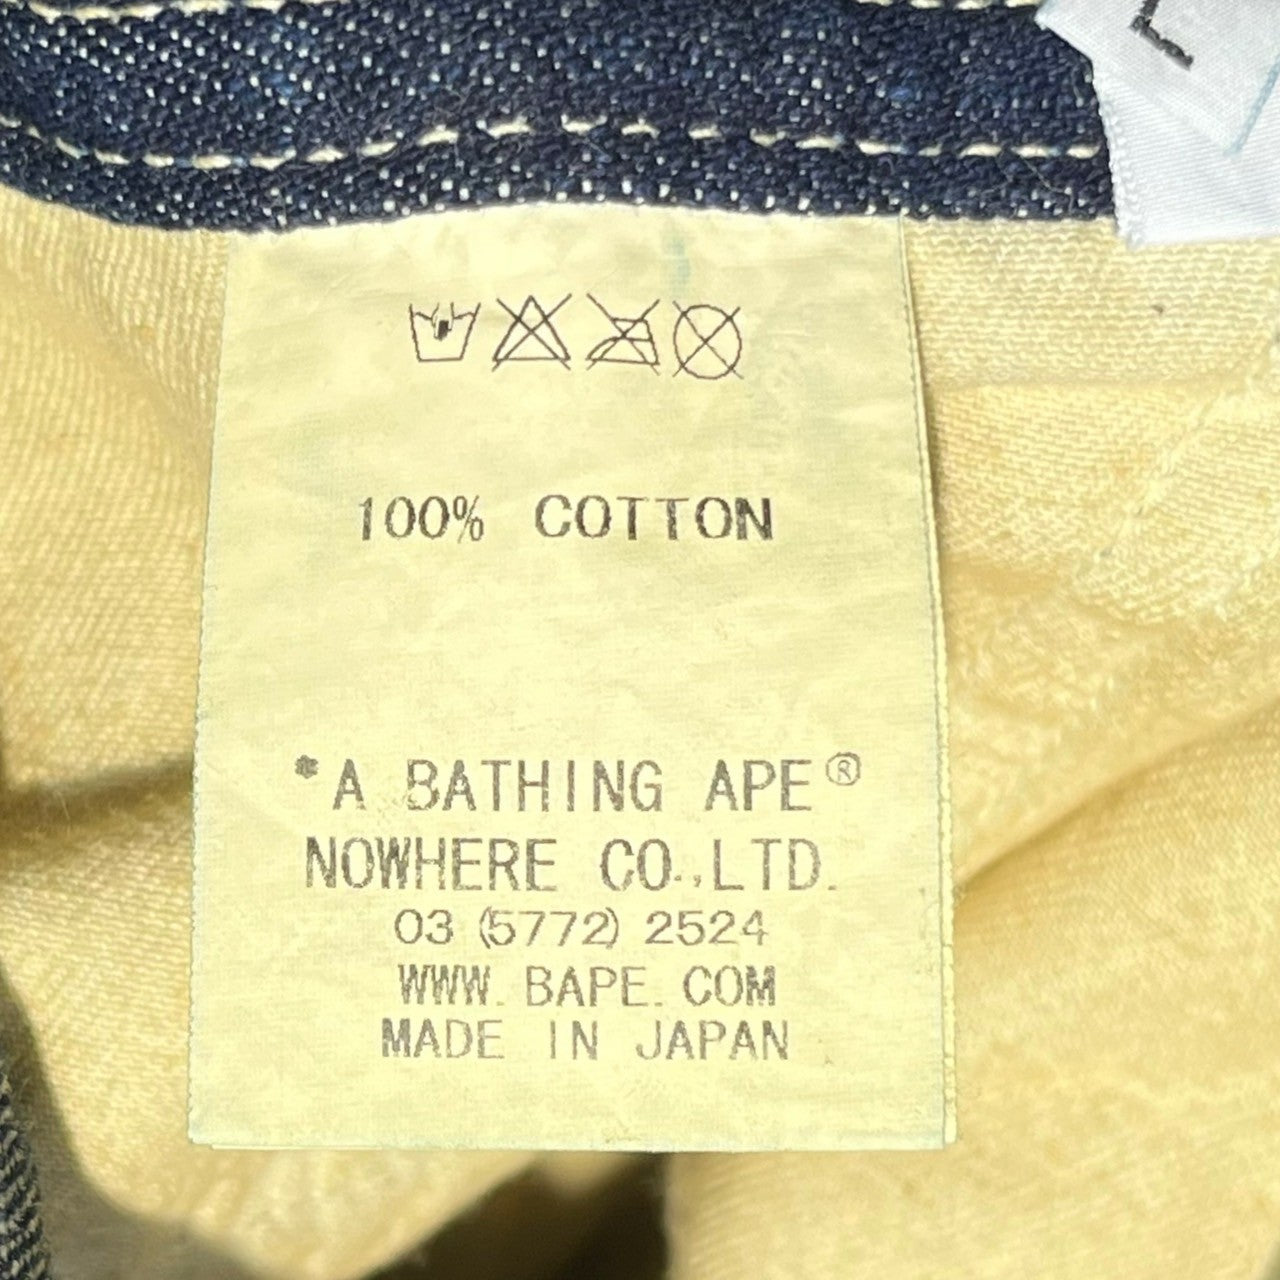 L
100% COTTON
*A BATHING APE®
NOWHERE CO.,LTD.
03 (5772) 2524
WWW. BAPE. COM
MADE IN JAPAN